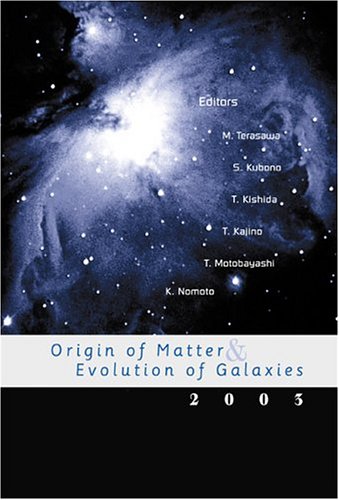 Editors
M. Terasawa
S. Kubono
T. Kishida
T. Kajino
T. Motobayashi
K. Nomoto
Origin of Matter &
Evolution of Galaxies
2003